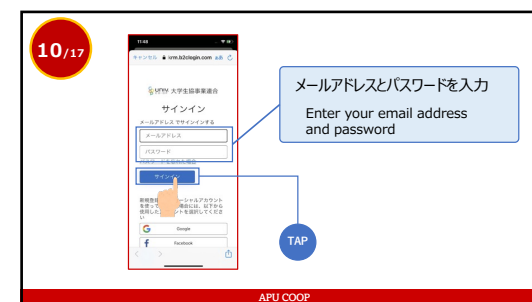 10/17
11:48
キャンセル
b2clogin.com
ぁあ
univ 大学生協事業連合
サインイン
メールアドレス でサインインする
メールアドレス
パスワード
パスワードを忘れた場合
サインイン
Google
Facebook
メールアドレスとパスワードを入力
Enter your email address
and password
TAP
APU COOP